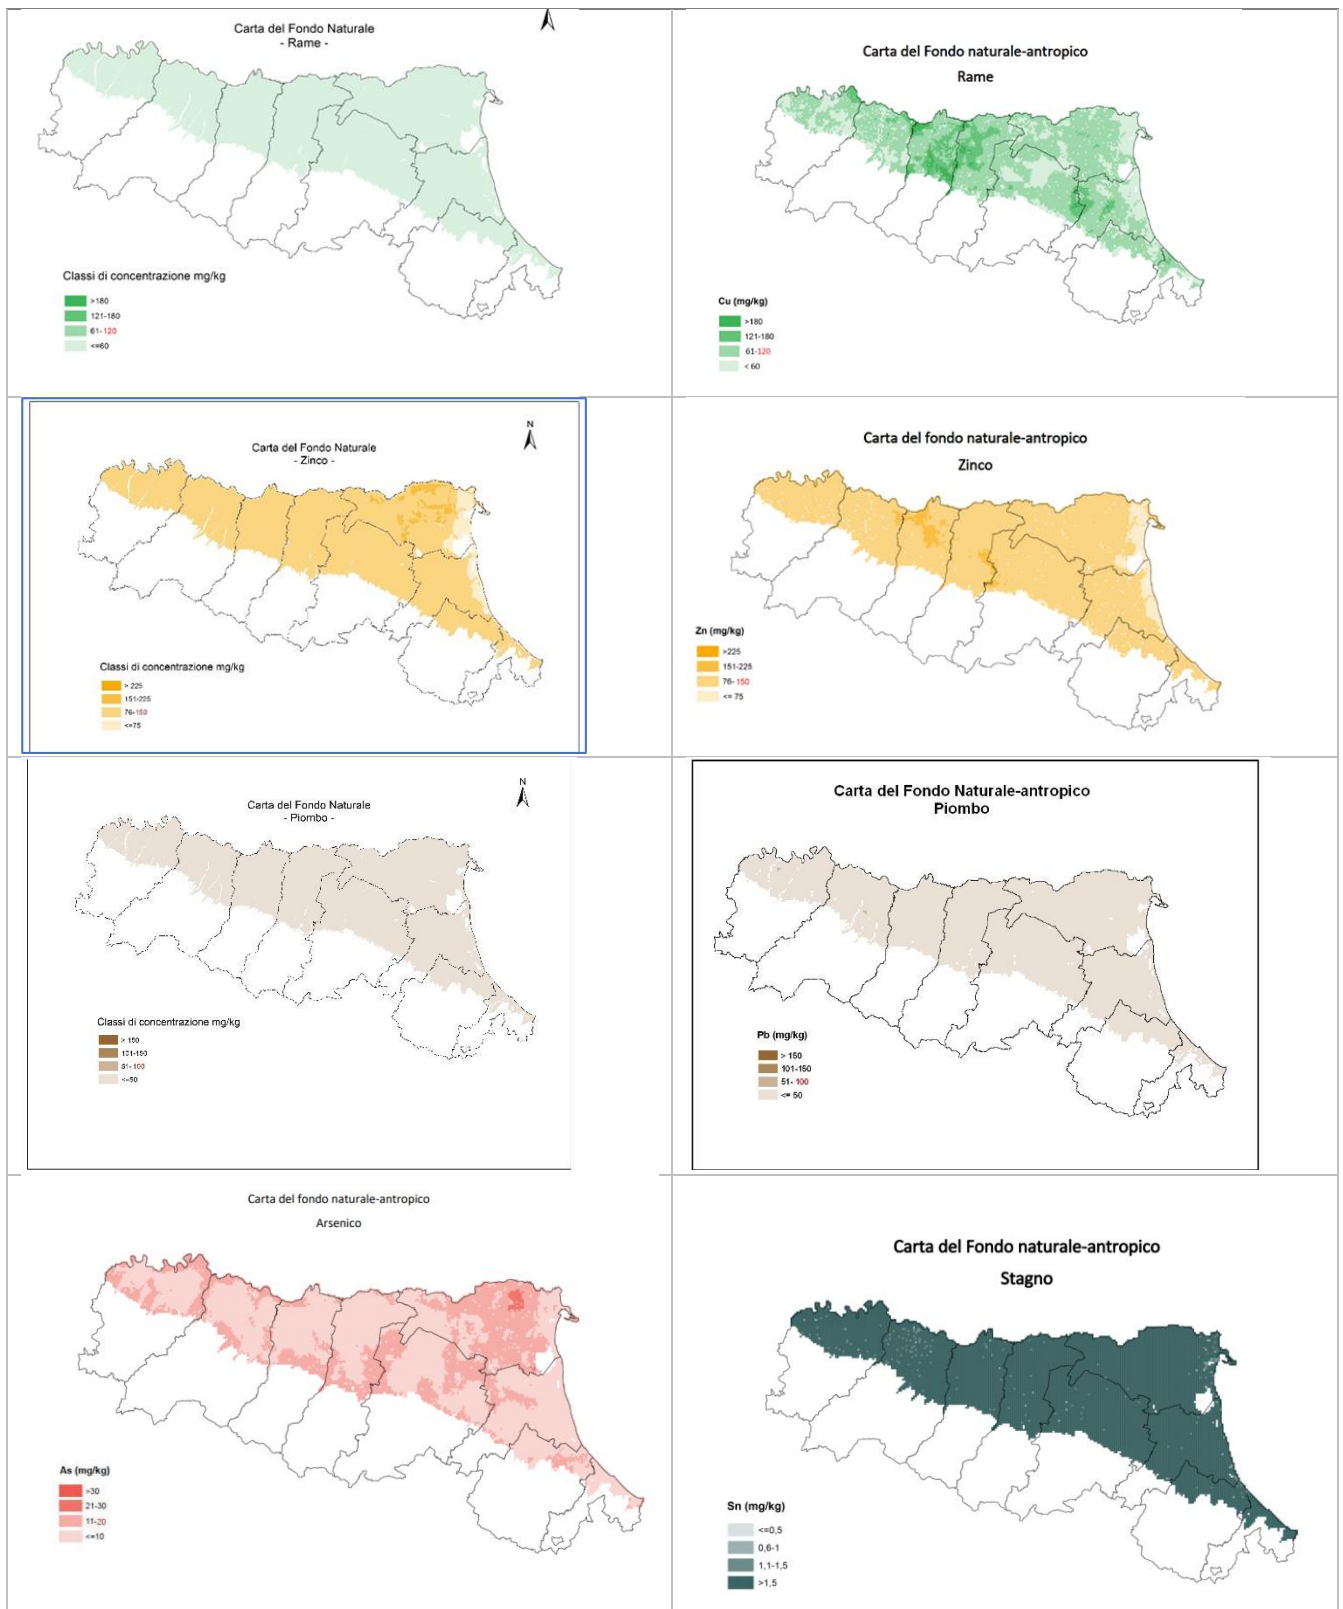 Carta del Fondo Naturale
- Rame -
Classi di concentrazione mg/kg
>180
121-180
61-120
<=60
Carta del Fondo naturale-antropico
Rame
Cu (mg/kg)
>180
121-180
61-120
< 60
N
Carta del Fondo Naturale
- Zinco -
Classi di concentrazione mg/kg
> 225
151-225
76-150
<=75
Carta del fondo naturale-antropico
Zinco
Zn (mg/kg)
>225
151-225
76- 150
<= 75
N
Carta del Fondo Naturale
- Piombo -
Classi di concentrazione mg/kg
> 150
101-150
51- 100
<=50
Carta del Fondo Naturale-antropico
Piombo
Pb (mg/kg)
> 150
101-150
51- 100
<= 50
Carta del fondo naturale-antropico
Arsenico
As (mg/kg)
>30
21-30
11-20
<=10
Carta del Fondo naturale-antropico
Stagno
Sn (mg/kg)
<=0,5
0,6-1
1,1-1,5
>1,5